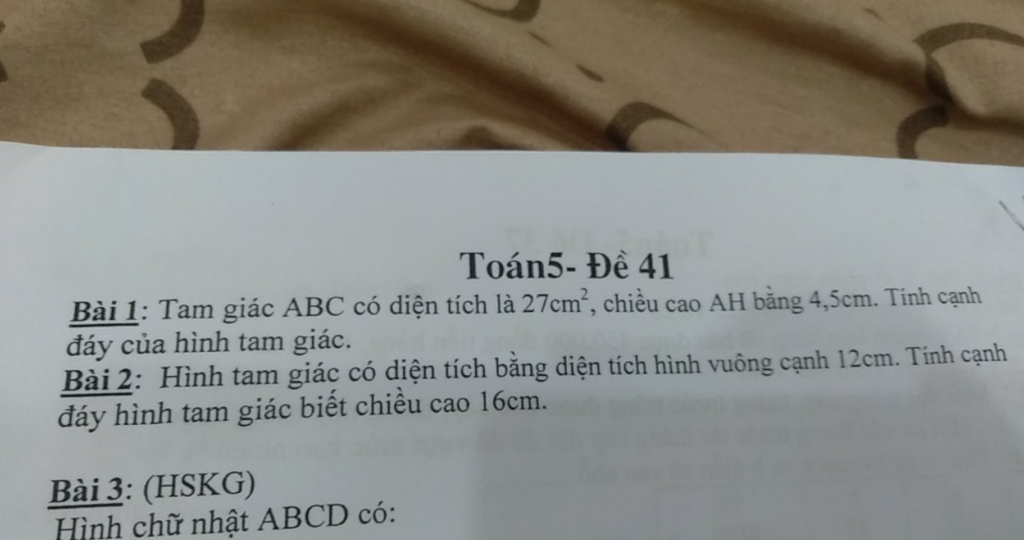 Toán5- Đề 41
Bài 1: Tam giác ABC có diện tích là 27cm², chiều cao AH bằng 4,5cm. Tính cạnh
đáy của hình tam giác.
Bài 2: Hình tam giác có diện tích bằng diện tích hình vuông cạnh 12cm. Tính cạnh
đáy hình tam giác biết chiều cao 16cm.
Bài 3: (HSKG)
Hình chữ nhật ABCD có: